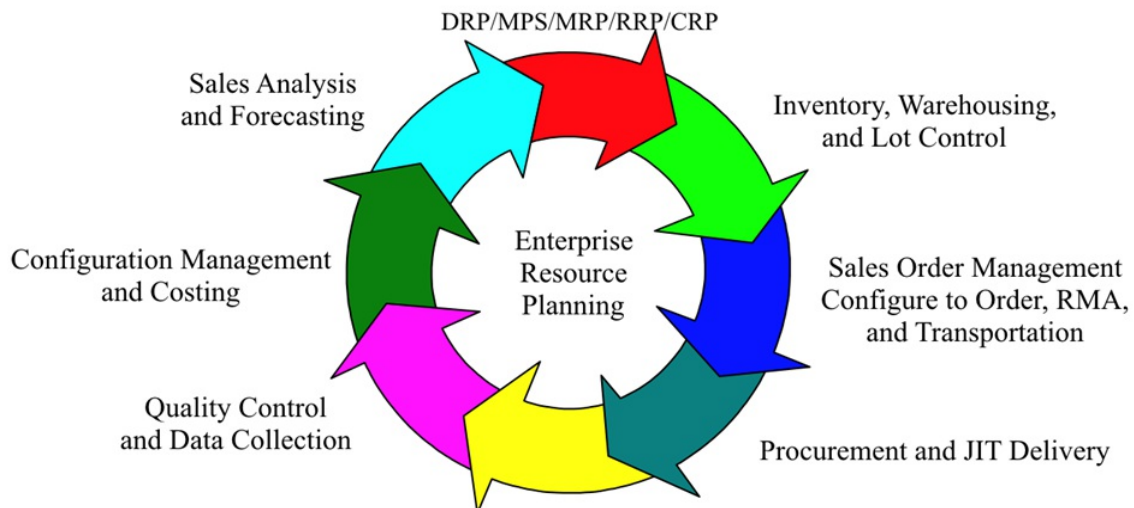 DRP/MPS/MRP/RRP/CRP
Sales Analysis
and Forecasting
Inventory, Warehousing,
and Lot Control
Enterprise
Resource
Planning
Configuration Management
and Costing
Sales Order Management
Configure to Order, RMA,
and Transportation
Quality Control
and Data Collection
Procurement and JIT Delivery